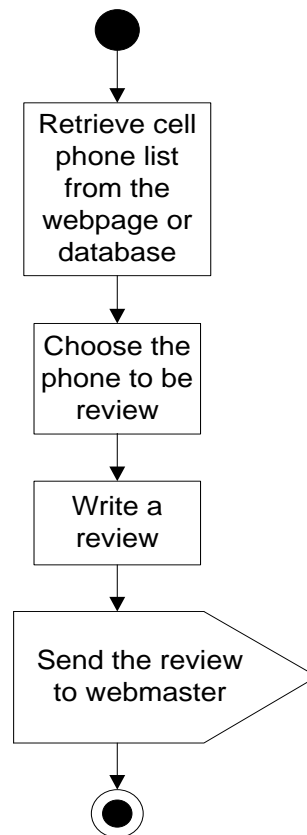 Retrieve cell
phone list
from the
webpage or
database
Choose the
phone to be
review
Write a
review
Send the review
to webmaster